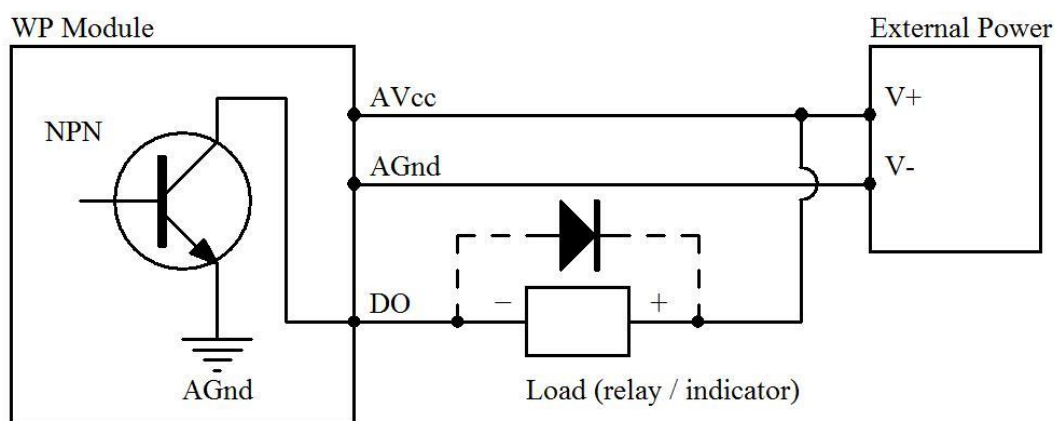 WP Module
External Power
AVcc
V+
NPN
AGnd
V-
DO
− +
AGnd
Load (relay / indicator)